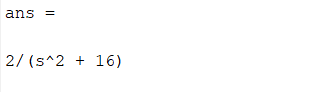 ans =
2/(s^2 + 16)